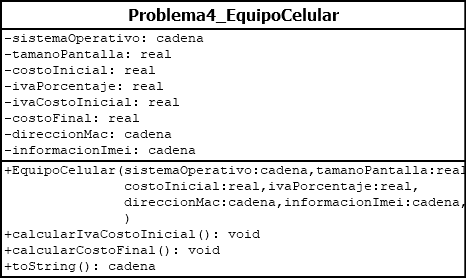 Problema4_EquipoCelular
-sistemaOperativo: cadena
-tamanoPantalla: real
-costoInicial: real
-ivaPorcentaje: real
-ivaCostoInicial: real
-costoFinal: real
-direccionMac: cadena
-informacionImei: cadena
+EquipoCelular(sistemaOperativo:cadena,tamanoPantalla:real
costoInicial:real,ivaPorcentaje:real,
direccionMac:cadena,informacionImei:cadena,
)
+calcularIvaCostoInicial(): void
+calcularCostoFinal(): void
+toString(): cadena